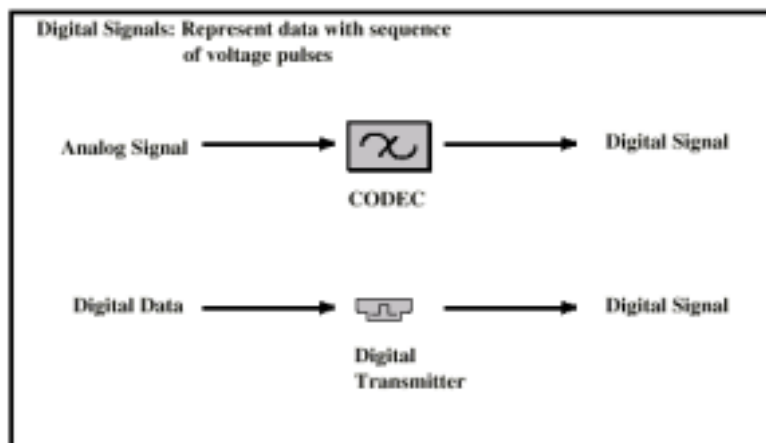 Digital Signals: Represent data with sequence
of voltage pulses
Analog Signal
Digital Signal
CODEC
Digital Data
Digital Signal
Digital
Transmitter